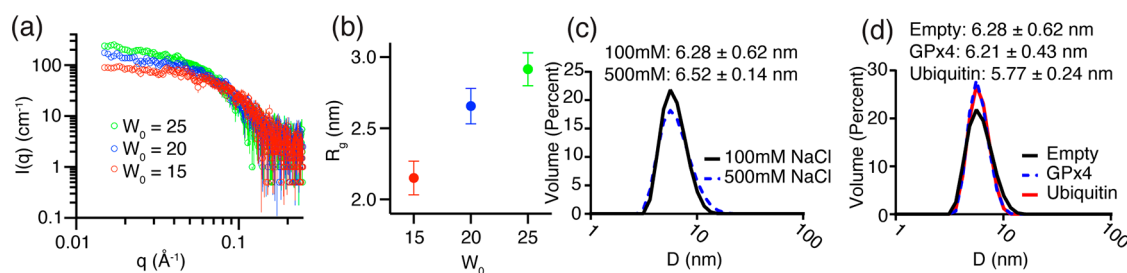 (a)
I(q) (cm⁻¹)
100
10
1
0.1
W₀ = 25
W₀ = 20
W₀ = 15
0.01
0.1
q (Å⁻¹)
(b)
R_g (nm)
3.0
2.5
2.0
15
20
25
W₀
(c)
100mM: 6.28 ± 0.62 nm
500mM: 6.52 ± 0.14 nm
Volume (Percent)
25
20
15
10
5
0
100mM NaCl
500mM NaCl
1
10
100
D (nm)
(d)
Empty: 6.28 ± 0.62 nm
GPx4: 6.21 ± 0.43 nm
Ubiquitin: 5.77 ± 0.24 nm
Volume (Percent)
30
20
10
0
Empty
GPx4
Ubiquitin
1
10
100
D (nm)